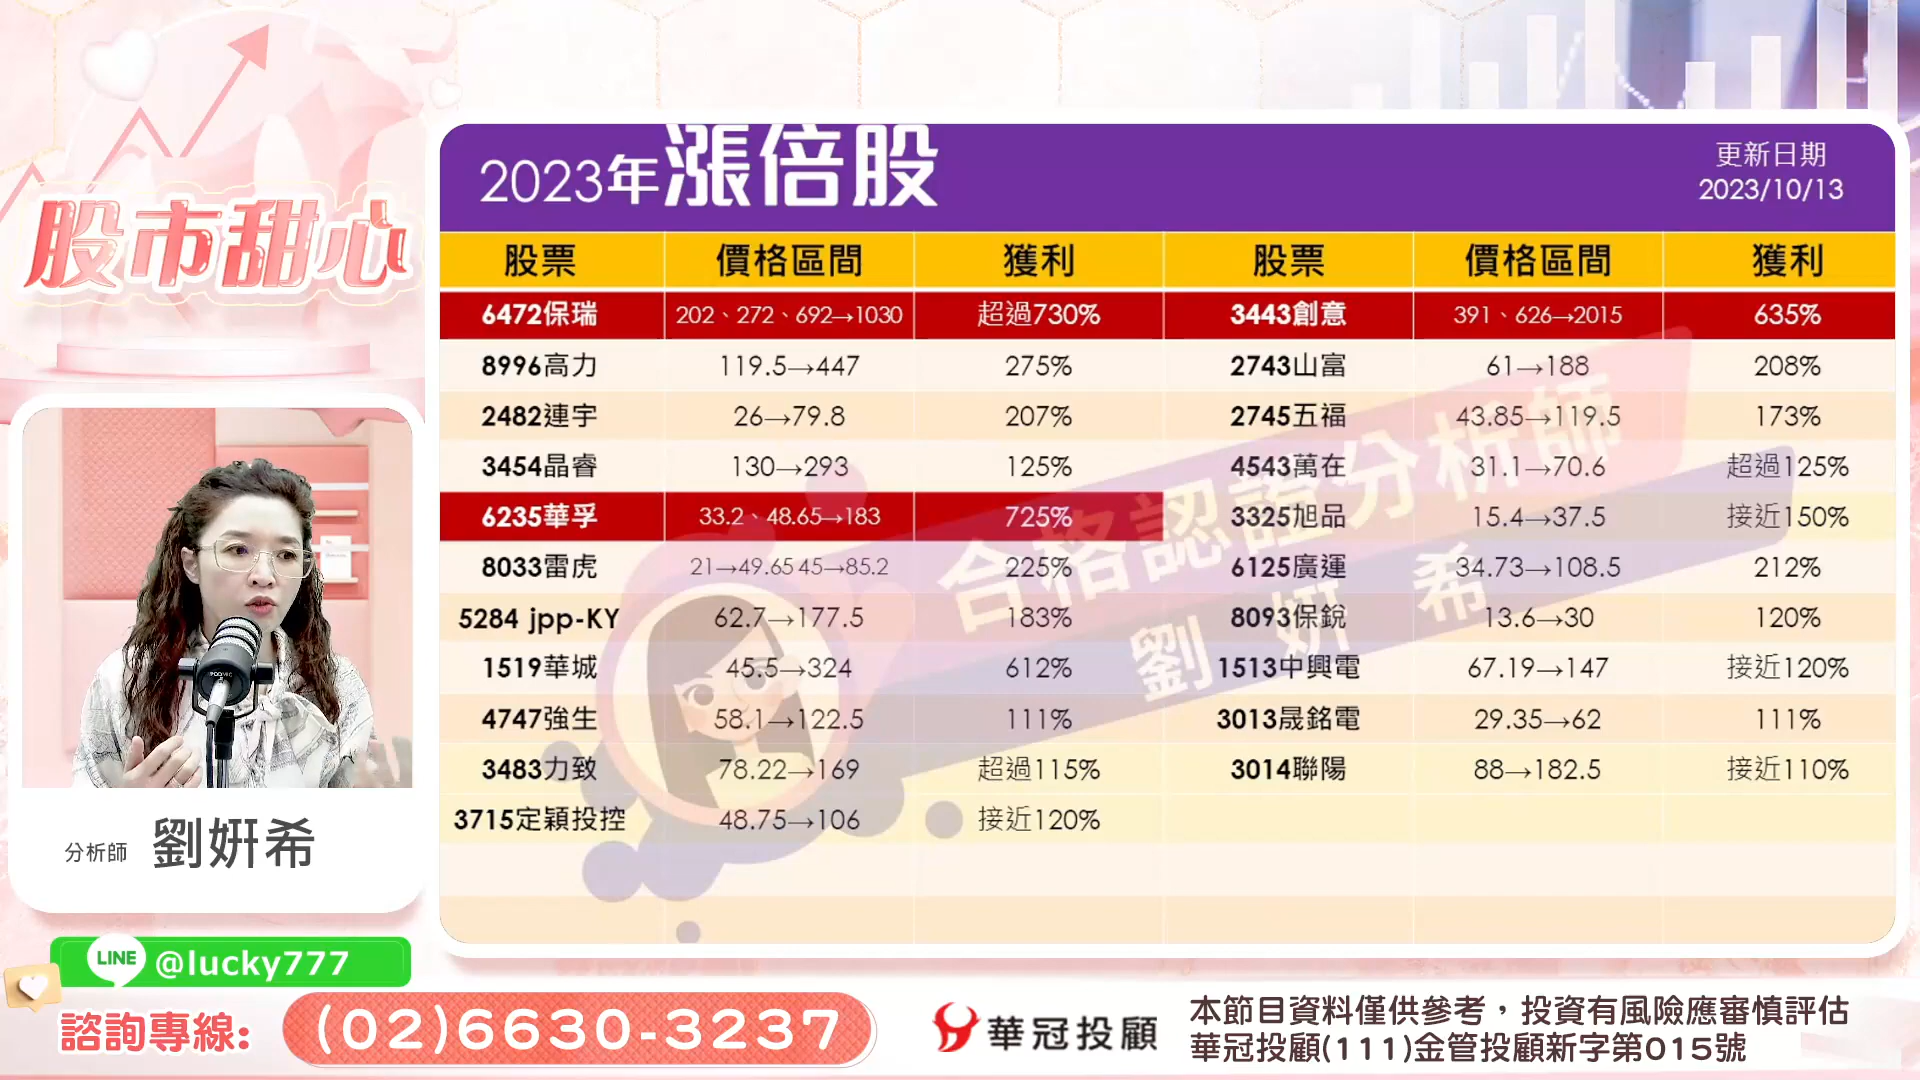 股市甜心
分析師 劉妍希
LINE @lucky777
2023年漲倍股
更新日期
2023/10/13
股票 價格區間 獲利 股票 價格區間 獲利
6472保瑞 202、272、692→1030 超過730% 3443創意 391、626→2015 635%
8996高力 119.5→447 275% 2743山富 61→188 208%
2482連宇 26→79.8 207% 2745五福 43.85→119.5 173%
3454晶睿 130→293 125% 4543萬在 31.1→70.6 超過125%
6235華孚 33.2、48.65→183 725% 3325旭品 15.4→37.5 接近150%
8033雷虎 21→49.65 45→85.2 225% 6125廣運 34.73→108.5 212%
5284 jpp-KY 62.7→177.5 183% 8093保銳 13.6→30 120%
1519華城 45.5→324 612% 1513中興電 67.19→147 接近120%
4747強生 58.1→122.5 111% 3013晟銘電 29.35→62 111%
3483力致 78.22→169 超過115% 3014聯陽 88→182.5 接近110%
3715定穎投控 48.75→106 接近120%
合格認證分析師
劉妍希
諮詢專線: (02)6630-3237
華冠投顧
本節目資料僅供參考，投資有風險應審慎評估
華冠投顧(111)金管投顧新字第015號